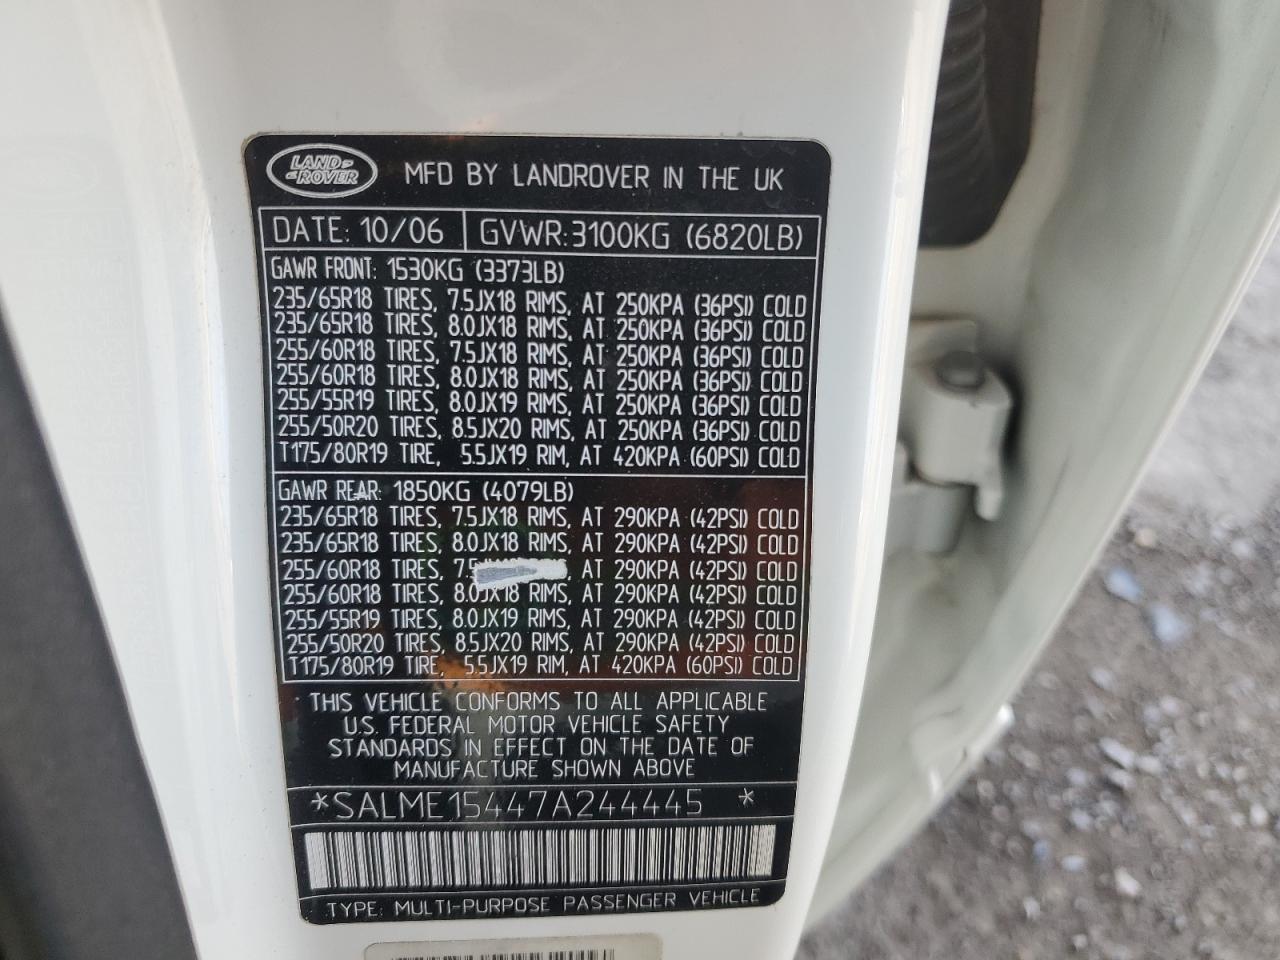 LAND ROVER
MFD BY LANDROVER IN THE UK
DATE: 10/06 GVWR:3100KG (6820LB)
GAWR FRONT: 1530KG (3373LB)
235/65R18 TIRES, 7.5JX18 RIMS, AT 250KPA (36PSI) COLD
235/65R18 TIRES, 8.0JX18 RIMS, AT 250KPA (36PSI) COLD
255/60R18 TIRES, 7.5JX18 RIMS, AT 250KPA (36PSI) COLD
255/60R18 TIRES, 8.0JX18 RIMS, AT 250KPA (36PSI) COLD
255/55R19 TIRES, 8.0JX19 RIMS, AT 250KPA (36PSI) COLD
255/50R20 TIRES, 8.5JX20 RIMS, AT 250KPA (36PSI) COLD
T175/80R19 TIRE, 5.5JX19 RIM, AT 420KPA (60PSI) COLD
GAWR REAR: 1850KG (4079LB)
235/65R18 TIRES, 7.5JX18 RIMS, AT 290KPA (42PSI) COLD
235/65R18 TIRES, 8.0JX18 RIMS, AT 290KPA (42PSI) COLD
255/60R18 TIRES, AT 290KPA (42PSI) COLD
255/60R18 TIRES, 8.0JX18 RIMS, AT 290KPA (42PSI) COLD
255/55R19 TIRES, 8.0JX19 RIMS, AT 290KPA (42PSI) COLD
255/50R20 TIRES, 8.5JX20 RIMS, AT 290KPA (42PSI) COLD
T175/80R19 TIRE, 5.5JX19 RIM, AT 420KPA (60PSI) COLD
THIS VEHICLE CONFORMS TO ALL APPLICABLE
U.S. FEDERAL MOTOR VEHICLE SAFETY
STANDARDS IN EFFECT ON THE DATE OF
MANUFACTURE SHOWN ABOVE
*SALME15447A244445 *
TYPE: MULTI-PURPOSE PASSENGER VEHICLE